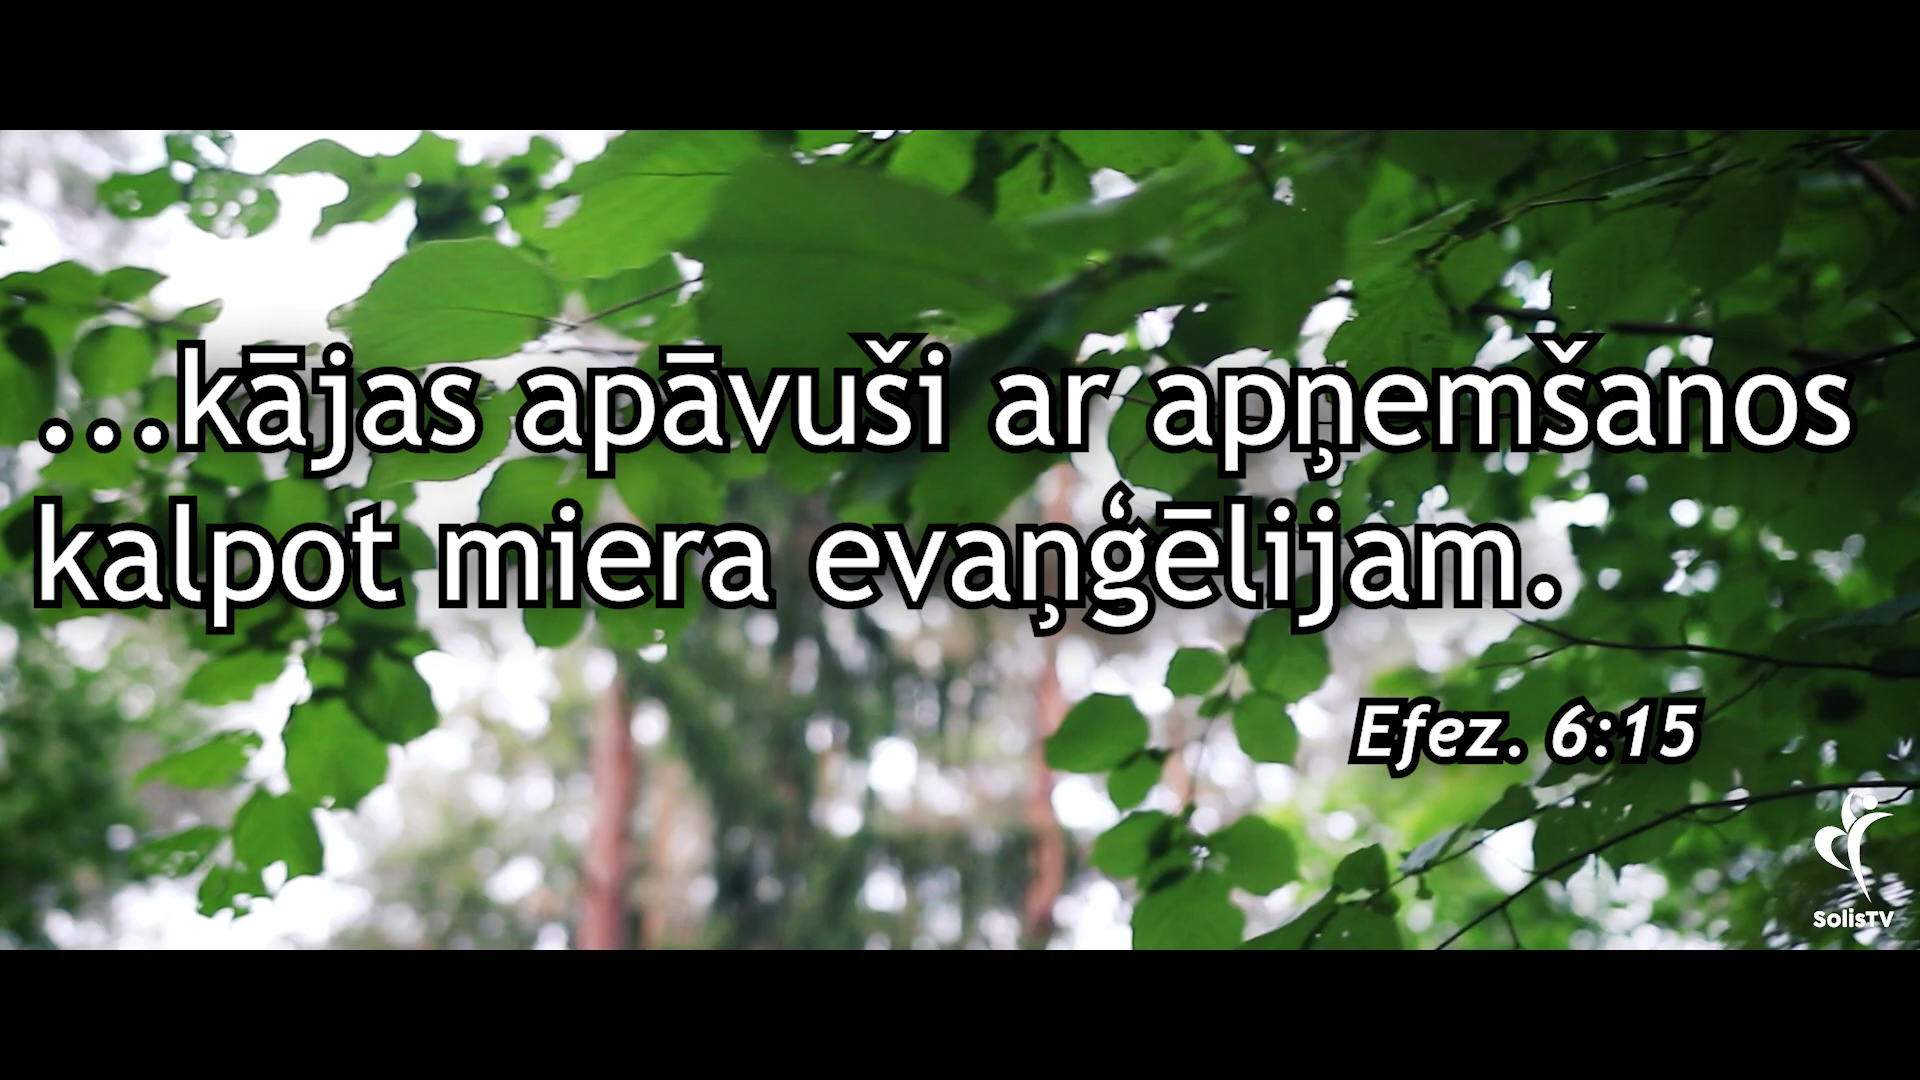 ...kājas apāvuši ar apņemšanos
kalpot miera evaņģēlijam.
Efez. 6:15
SolisTV